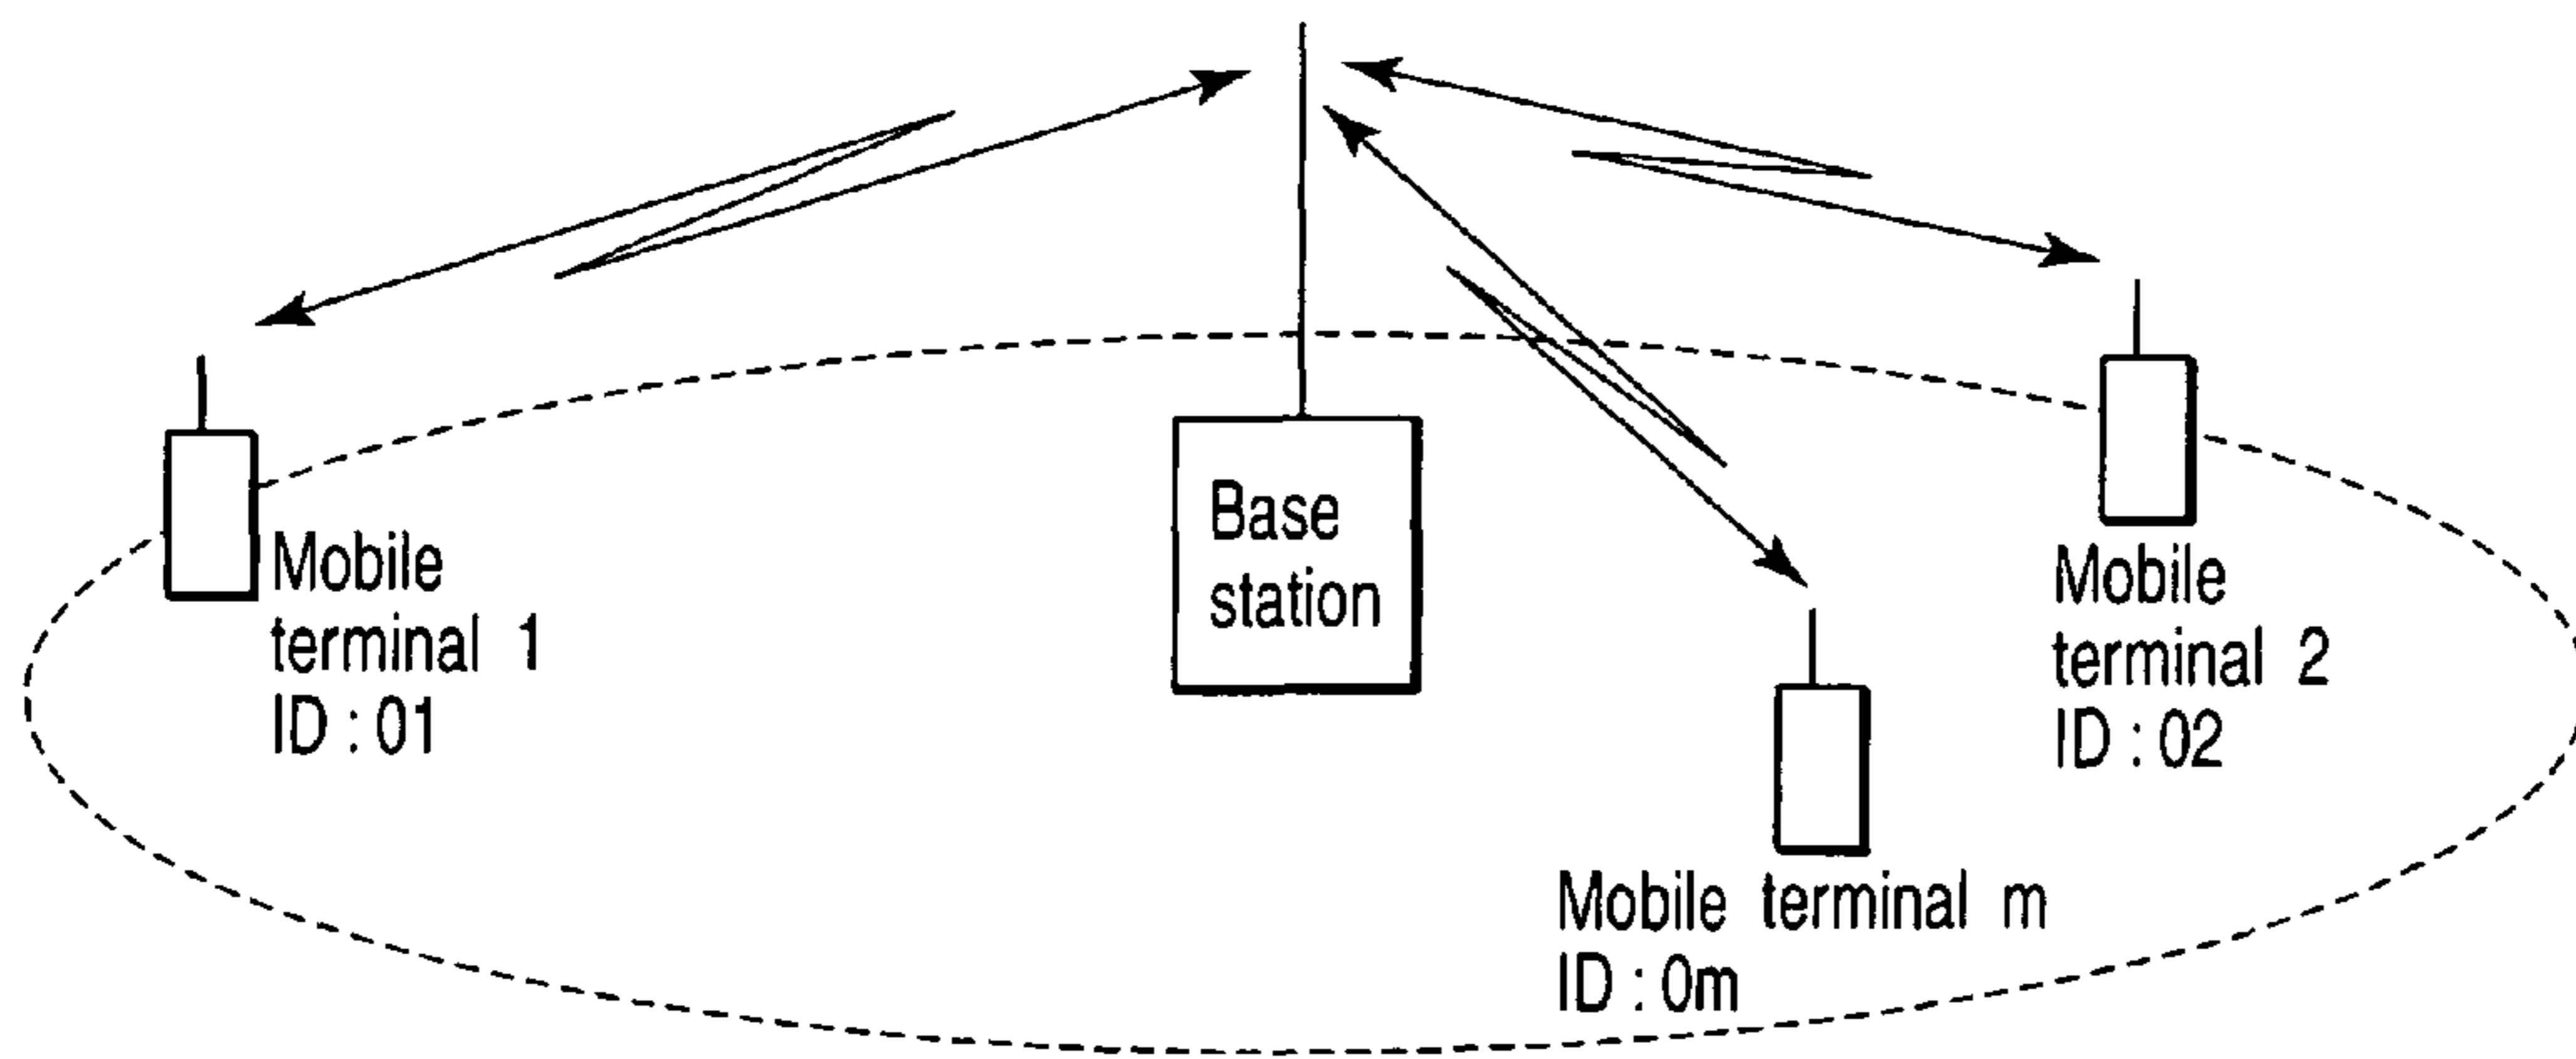 Base
station
Mobile
terminal 1
ID : 01
Mobile
terminal 2
ID : 02
Mobile terminal m
ID : 0m